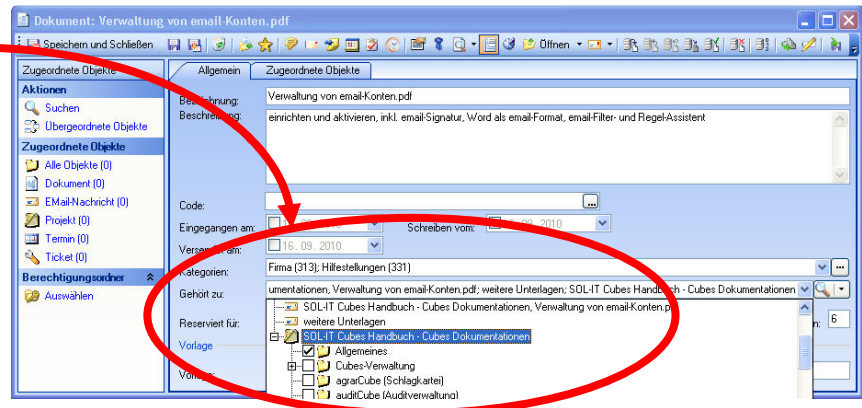 Dokument: Verwaltung von email-Konten.pdf
Speichern und Schließen
Öffnen
Zugeordnete Objekte
Aktionen
Suchen
Übergeordnete Objekte
Zugeordnete Objekte
Alle Objekte (0)
Dokument (0)
EMail-Nachricht (0)
Projekt (0)
Termin (0)
Ticket (0)
Berechtigungsordner
Auswählen
Allgemein
Zugeordnete Objekte
Bezeichnung:
Verwaltung von email-Konten.pdf
Beschreibung:
einrichten und aktivieren, inkl. email-Signatur, Word als email-Format, email-Filter- und Regel-Assistent
Code:
Eingegangen am:
Schreiben vom:
2010
Versendet am:
16. 09. 2010
Kategorien:
Firma (313); Hilfestellungen (331)
Gehört zu:
umentationen, Verwaltung von email-Konten.pdf; weitere Unterlagen; SOL-IT Cubes Handbuch - Cubes Dokumentationen
SOL-IT Cubes Handbuch - Cubes Dokumentationen, Verwaltung von email-Konten.p
weitere Unterlagen
Reserviert für:
6
SOL-IT Cubes Handbuch - Cubes Dokumentationen
Vorlage
Allgemeines
Cubes-Verwaltung
agrarCube (Schlagkartei)
auditCube (Auditverwaltung)